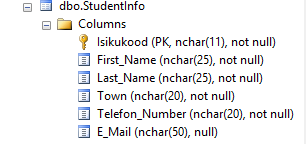 dbo.StudentInfo
Columns
Isikukood (PK, nchar(11), not null)
First_Name (nchar(25), not null)
Last_Name (nchar(25), not null)
Town (nchar(20), not null)
Telefon_Number (nchar(20), not null)
E_Mail (nchar(50), null)